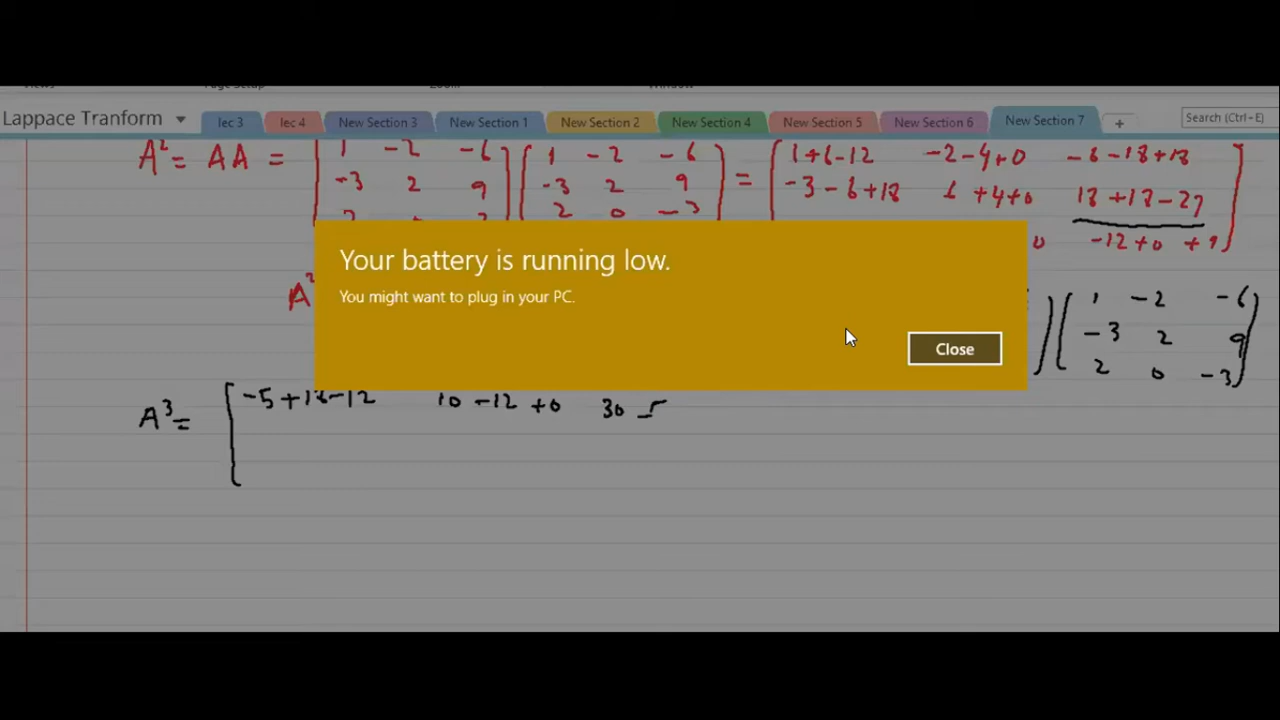 Lappace Tranform lec 3 lec 4 New Section 3 New Section 1 New Section 2 New Section 4 New Section 5 New Section 6 New Section 7 + Search (Ctrl+E)
A² = AA = [ 1 -2 -6 ] [ 1 -2 -6 ] = [ 1+6-12 -2-4+0 -6-18+18 ]
-3 2 9 -3 2 9 -3-6+18 6+4+0 18+18-27
2 0 -3
0 -12+0+9
Your battery is running low.
You might want to plug in your PC.
Close
A²
1 -2 -6
-3 2 9
2 0 -3
A³ = [ -5+18-12 10-12+0 30